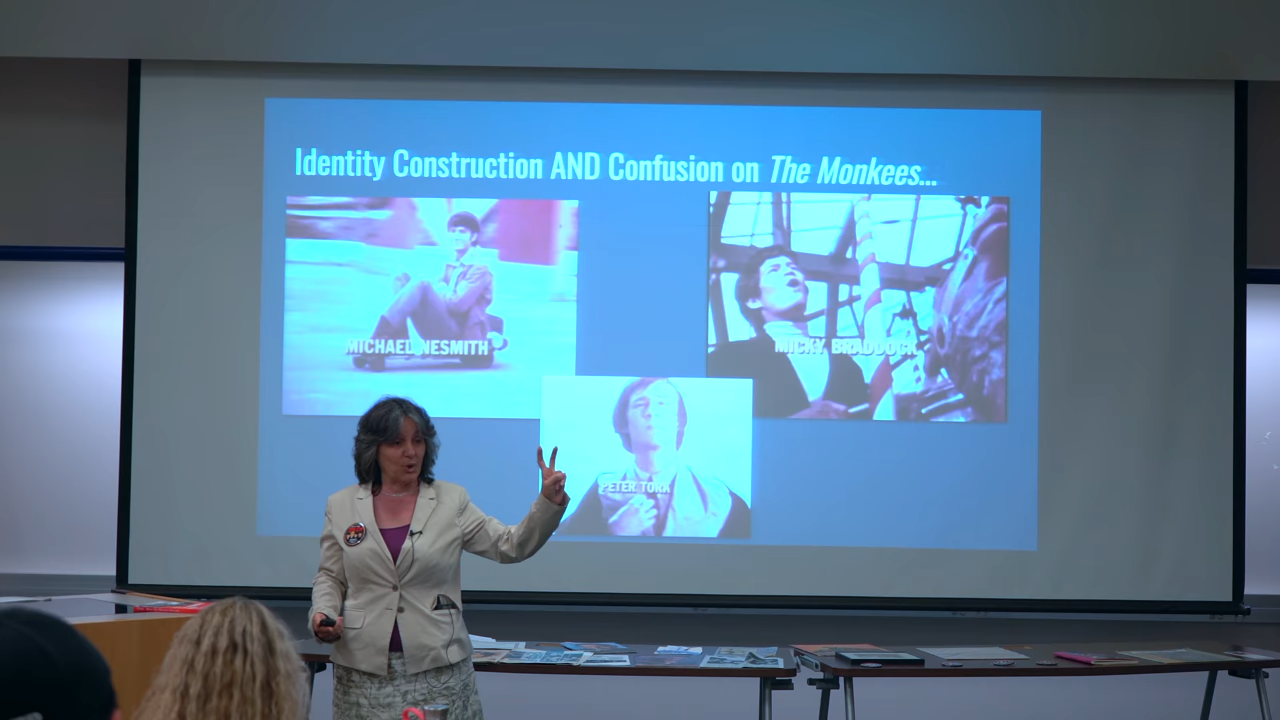 Identity Construction AND Confusion on The Monkees...
MICHAEL NESMITH
MICKY BRADDOCK
PETER TORK